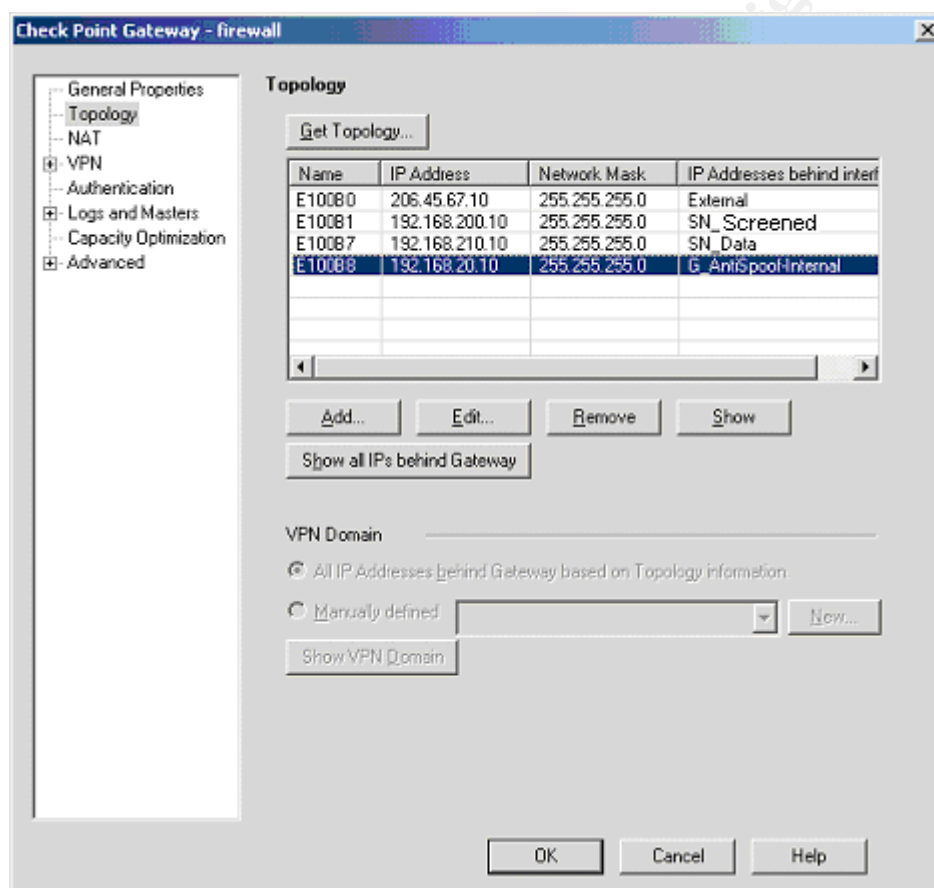 Check Point Gateway - firewall
General Properties
Topology
NAT
VPN
Authentication
Logs and Masters
Capacity Optimization
Advanced
Topology
Get Topology...
Name IP Address Network Mask IP Addresses behind interf
E100B0 206.45.67.10 255.255.255.0 External
E100B1 192.168.200.10 255.255.255.0 SN_Screened
E100B7 192.168.210.10 255.255.255.0 SN_Data
E100B8 192.168.20.10 255.255.255.0 G_AntiSpoof-Internal
Add... Edit... Remove Show
Show all IPs behind Gateway
VPN Domain
All IP Addresses behind Gateway based on Topology information
Manually defined New...
Show VPN Domain
OK Cancel Help